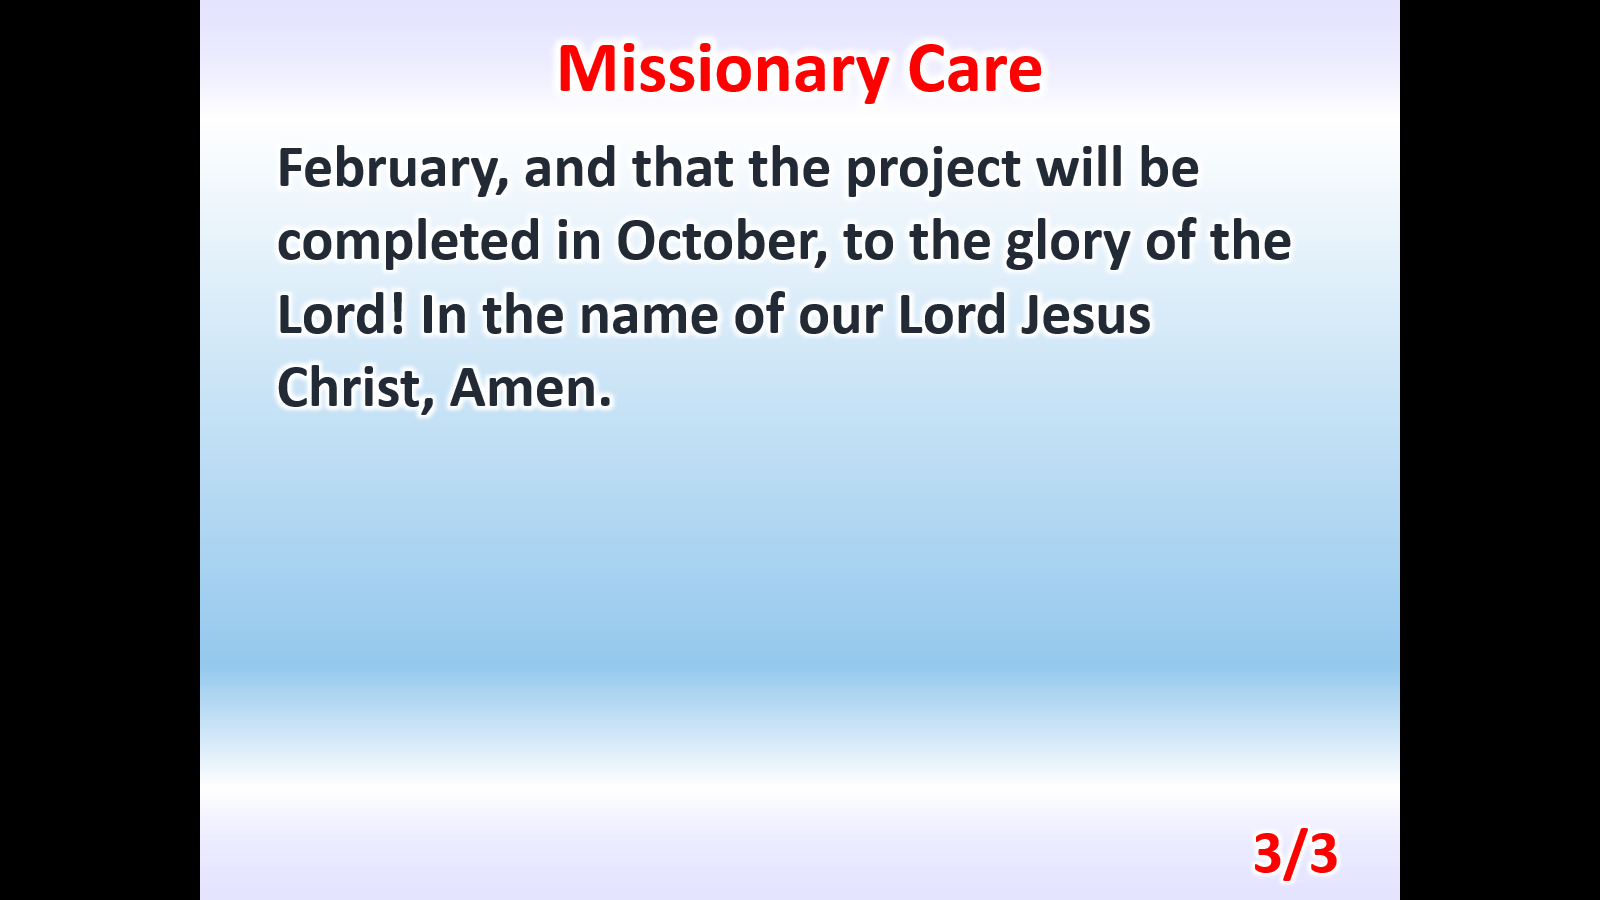 Missionary Care
February, and that the project will be
completed in October, to the glory of the
Lord! In the name of our Lord Jesus
Christ, Amen.
3/3